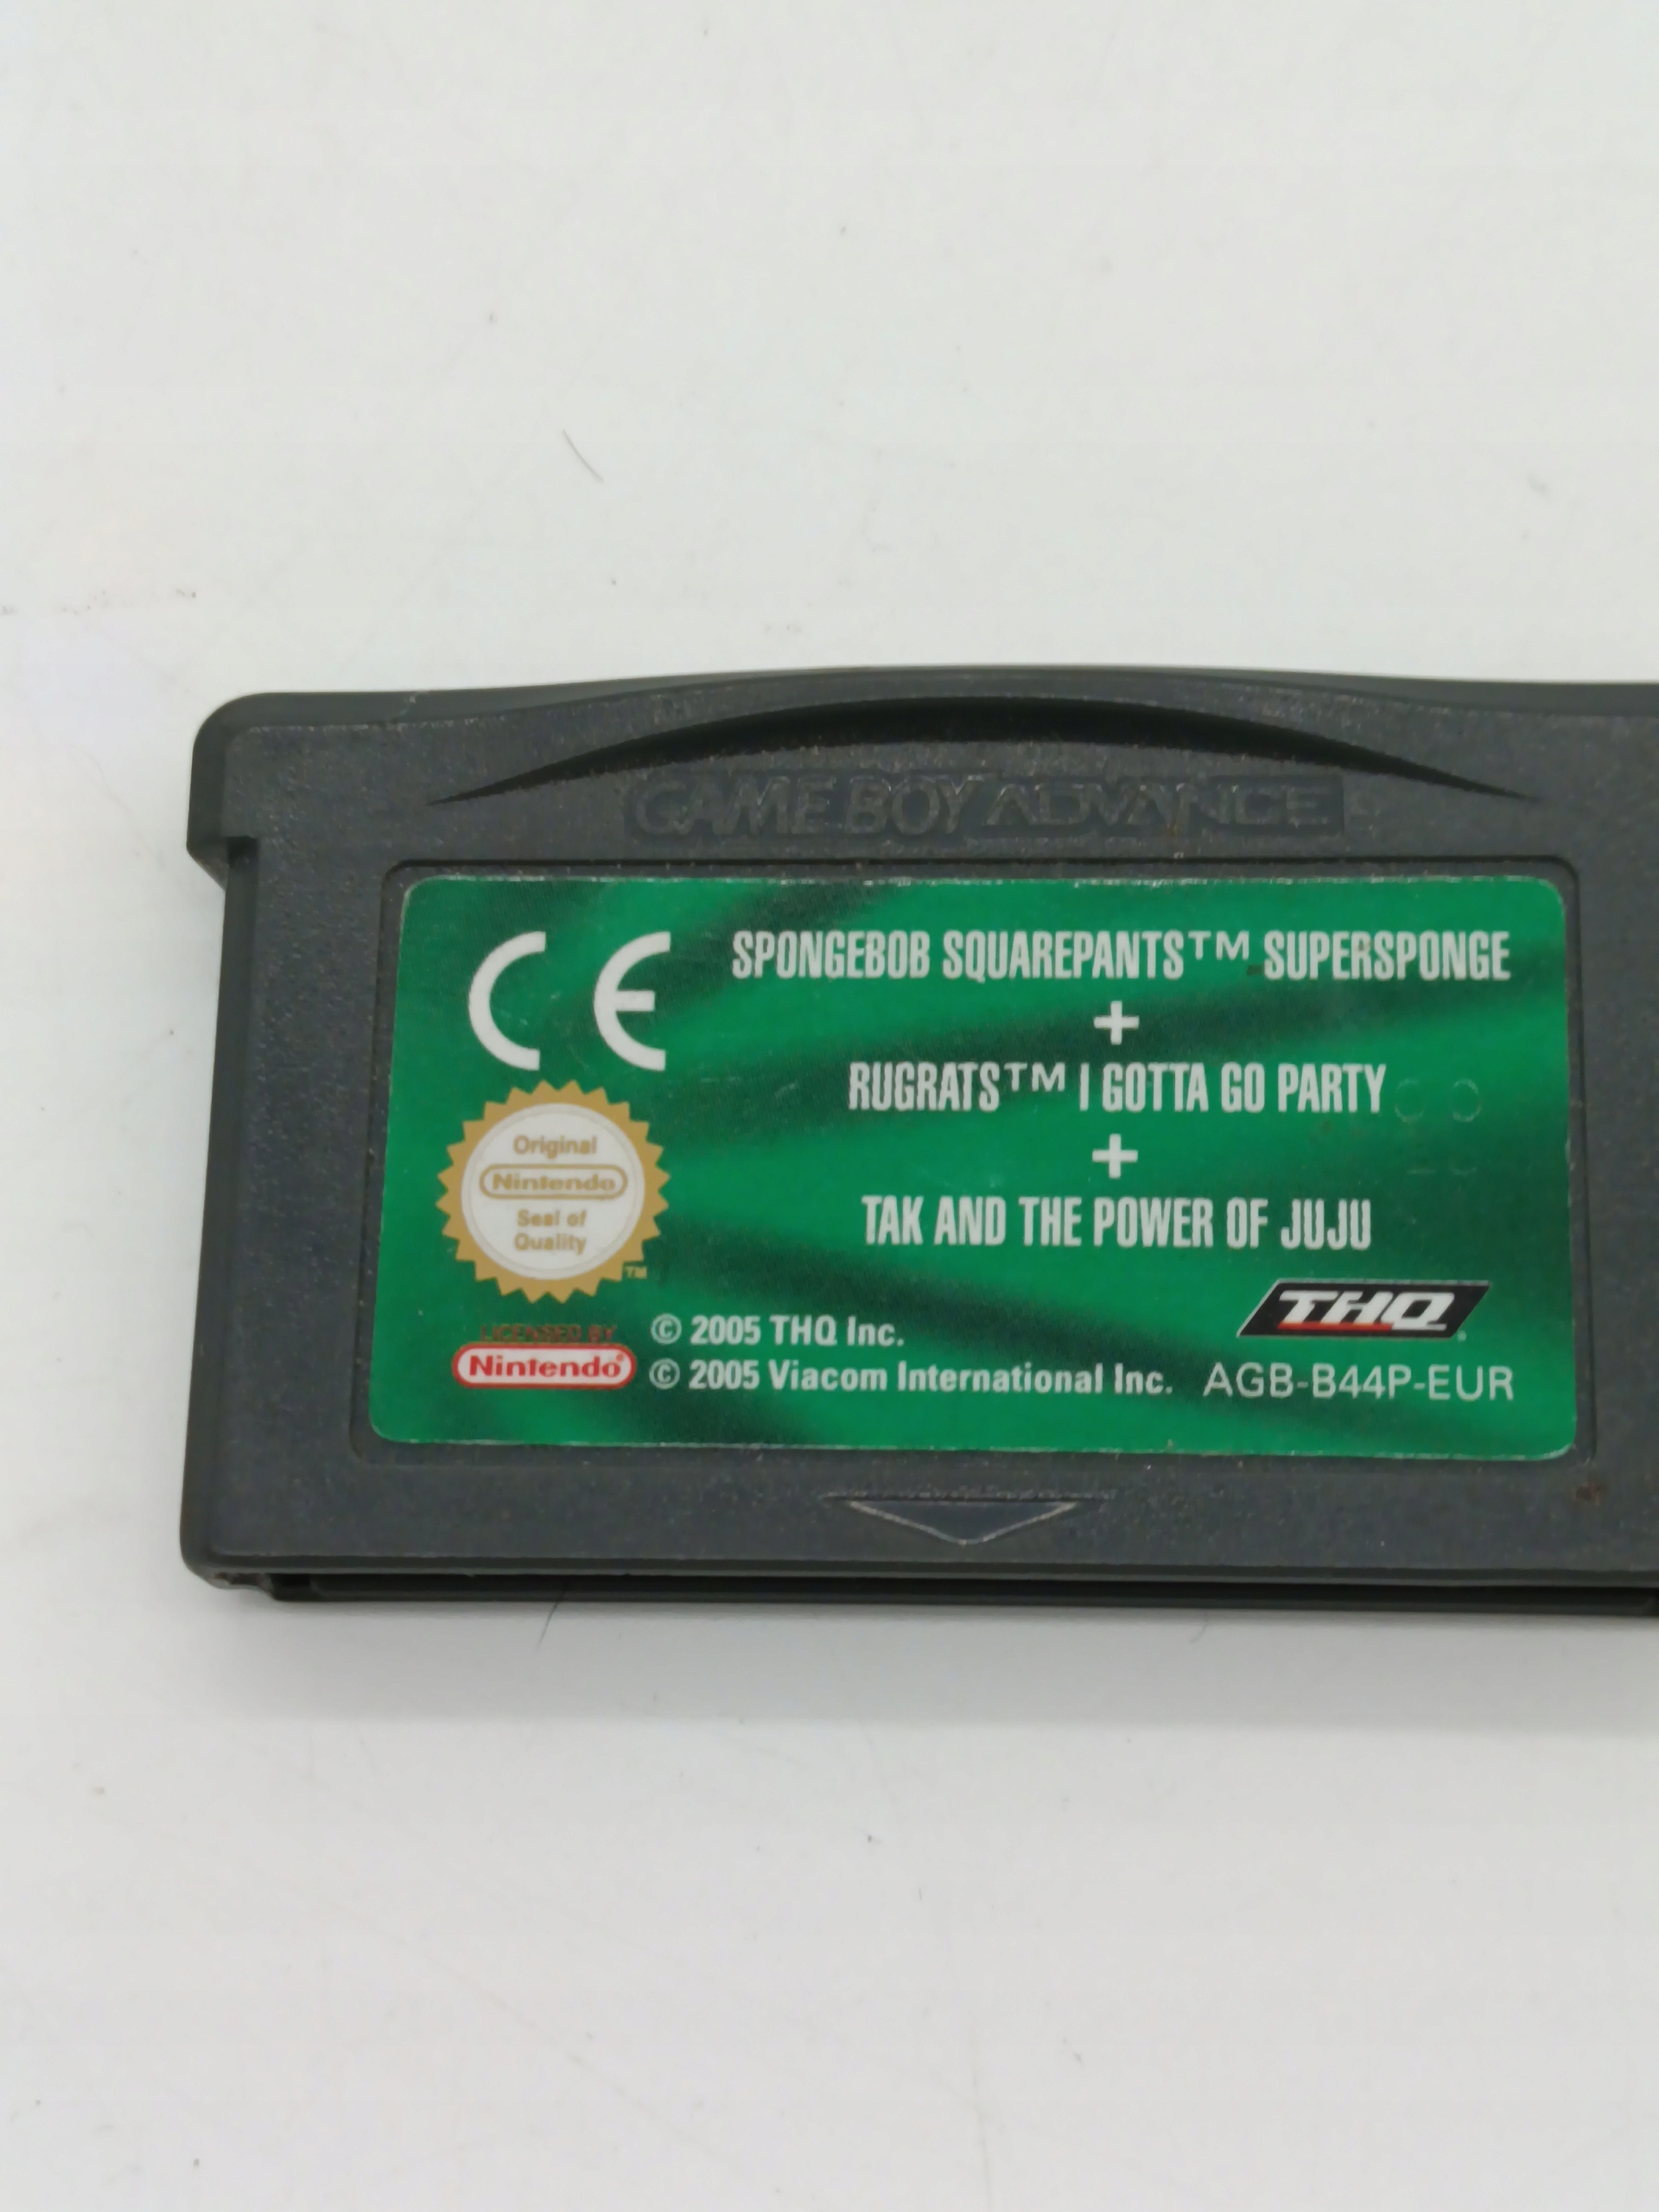 GAME BOY ADVANCE
CE
SPONGEBOB SQUAREPANTS™ SUPERSPONGE
+
RUGRATS™ I GOTTA GO PARTY
+
TAK AND THE POWER OF JUJU
Original
Nintendo
Seal of
Quality
TM
LICENSED BY
Nintendo®
© 2005 THQ Inc.
© 2005 Viacom International Inc.
THQ
AGB-B44P-EUR